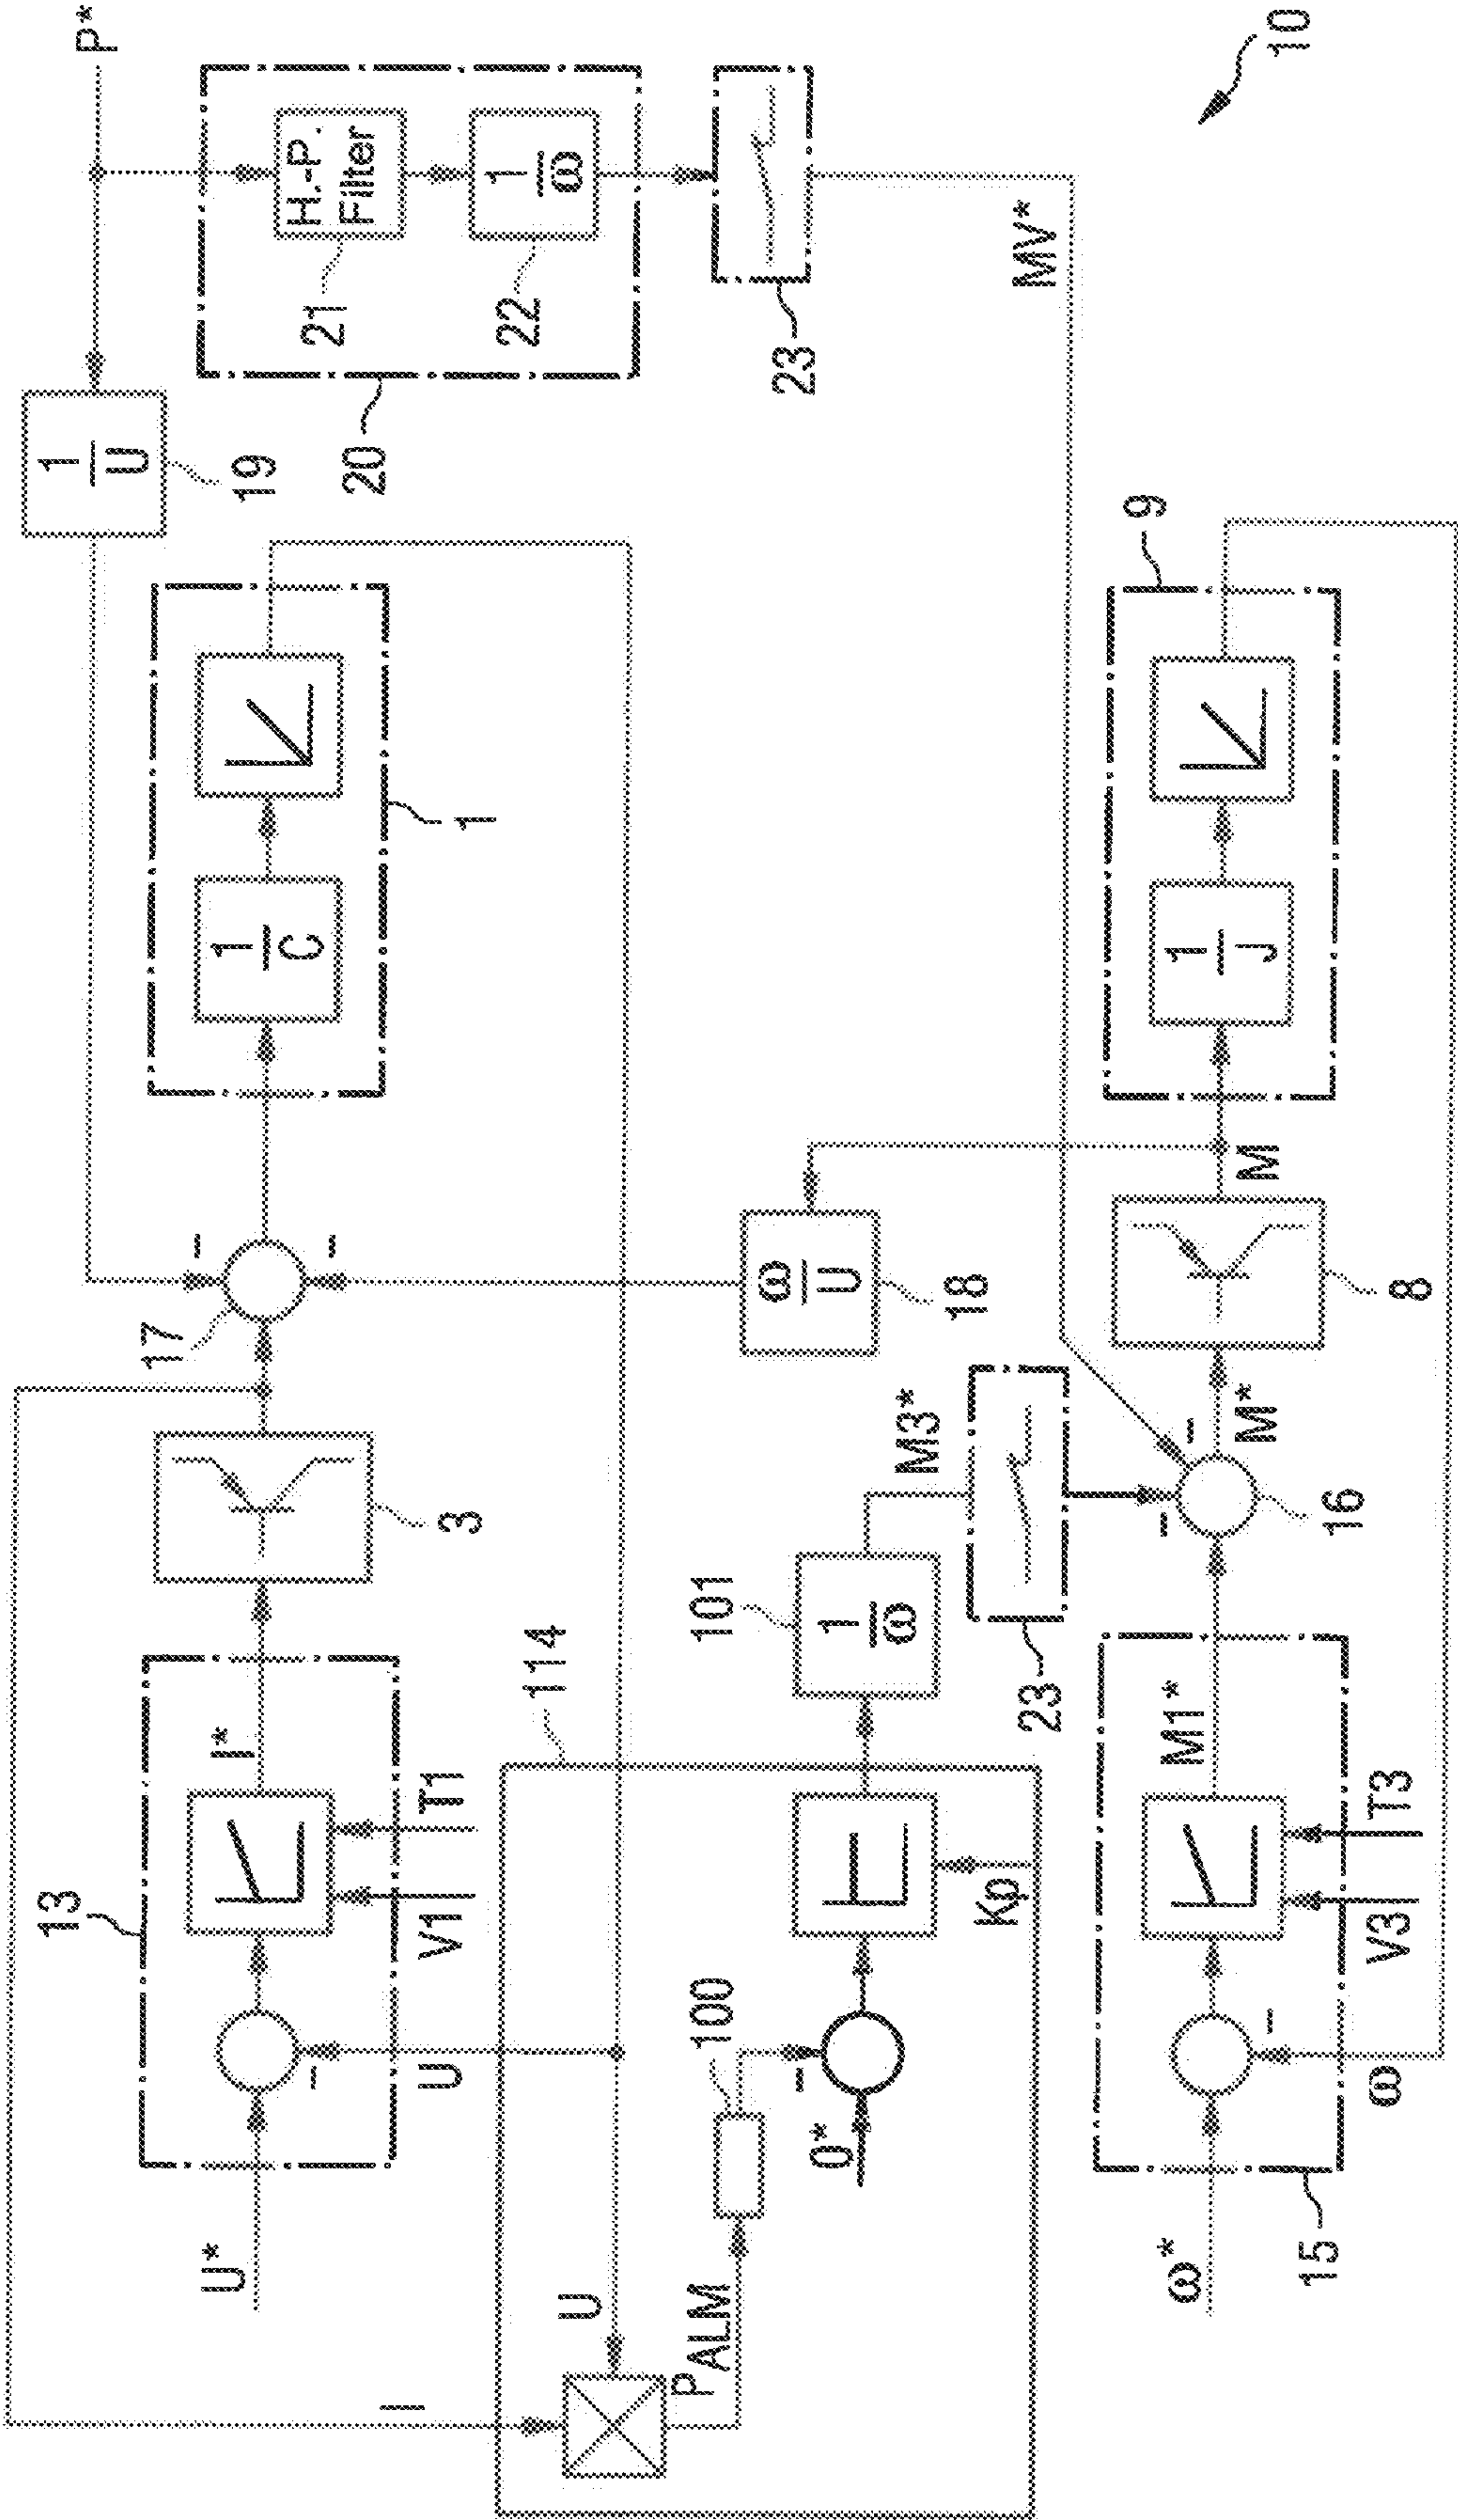 13
17
1
U
P*
U*
I*
3
1
C
19
H.-P.
Filter
21
I
U
V1
T1
1
20
1
ω
22
U
114
PALM
100
101
ω
U
18
23
0*
Kp
1
ω
M3*
23
MV*
ω*
M1*
16
M*
M
1
J
9
15
ω
V3
T3
8
10